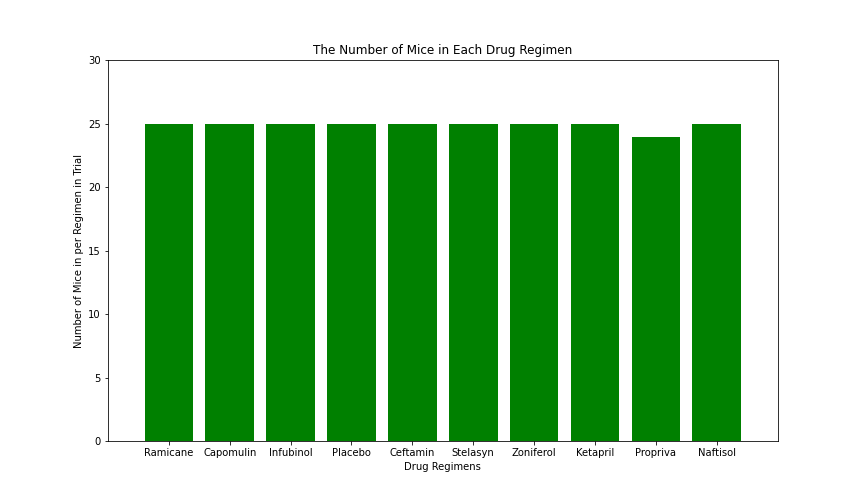 The Number of Mice in Each Drug Regimen
Number of Mice in per Regimen in Trial
30
25
20
15
10
5
0
Ramicane Capomulin Infubinol Placebo Ceftamin Stelasyn Zoniferol Ketapril Propriva Naftisol
Drug Regimens